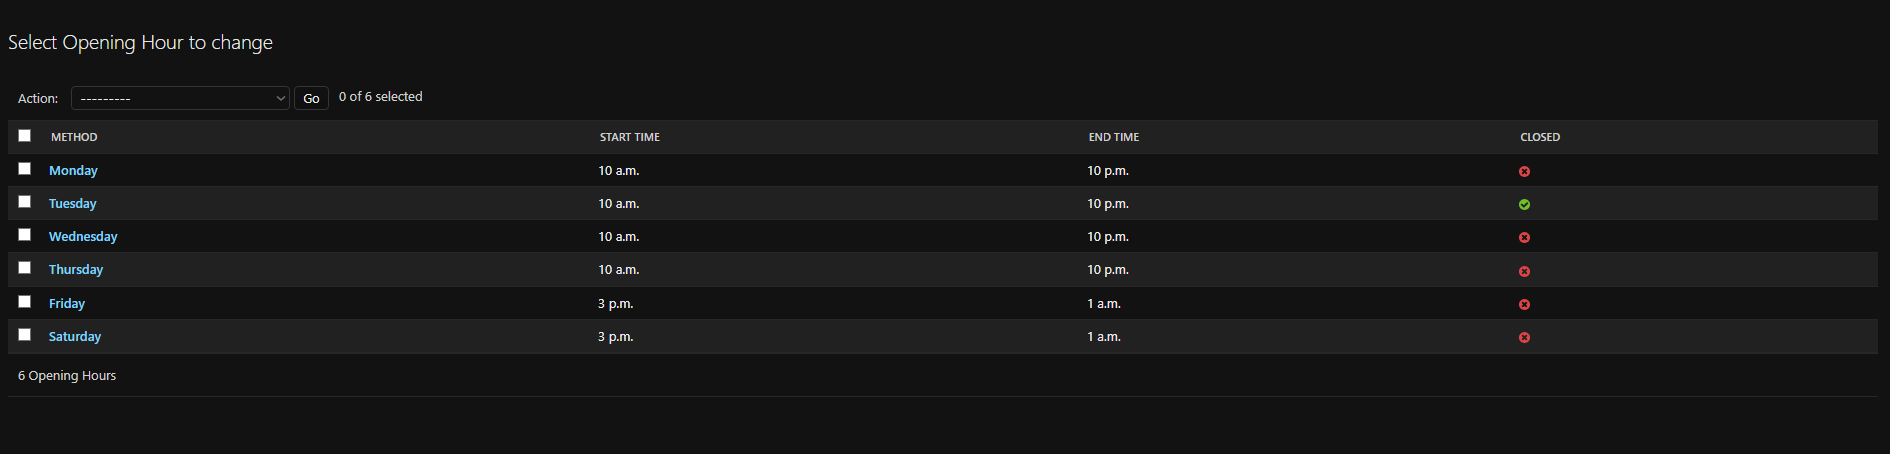 Select Opening Hour to change
Action: --------- Go 0 of 6 selected
METHOD START TIME END TIME CLOSED
Monday 10 a.m. 10 p.m.
Tuesday 10 a.m. 10 p.m.
Wednesday 10 a.m. 10 p.m.
Thursday 10 a.m. 10 p.m.
Friday 3 p.m. 1 a.m.
Saturday 3 p.m. 1 a.m.
6 Opening Hours